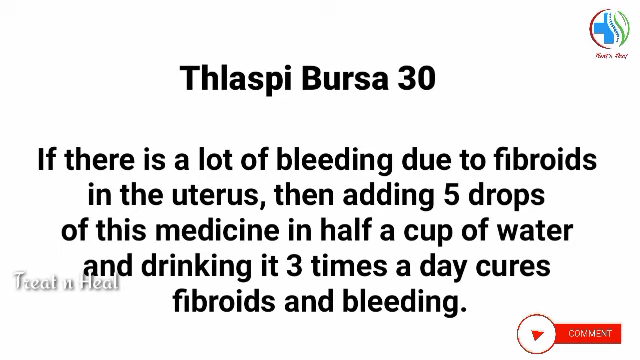 Treat n Heal
Thlaspi Bursa 30
If there is a lot of bleeding due to fibroids
in the uterus, then adding 5 drops
of this medicine in half a cup of water
and drinking it 3 times a day cures
Treat n Heal
fibroids and bleeding.
COMMENT